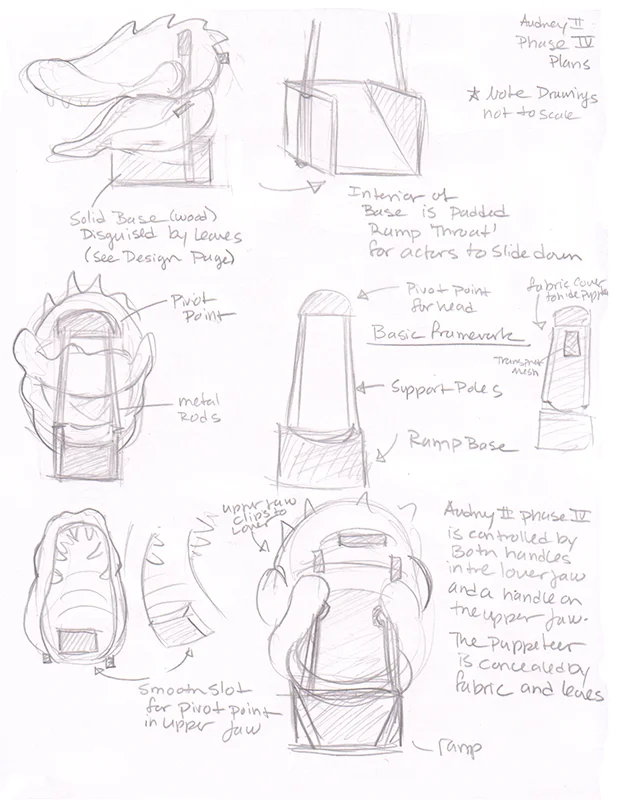 Audney II
Phase IV
Plans
☆ Note Drawings
not to scale
Solid Base (wood)
Disguised by leaves
(see Design Page)
Interior of
Base is Padded
Ramp 'Throat'
for actors to slide down
Pivot
Point
Pivot Point
for head
fabric cover
to hide
Basic framework
mesh
metal
Rods
Support Poles
Ramp Base
upper jaw
clips to
Lower
Audney II phase IV
is controlled by
Both handles
in the lower jaw
and a handle on
the upper jaw.
The Puppeteer
is concealed by
fabric and leaves
smooth slot
for pivot point
in upper jaw
ramp